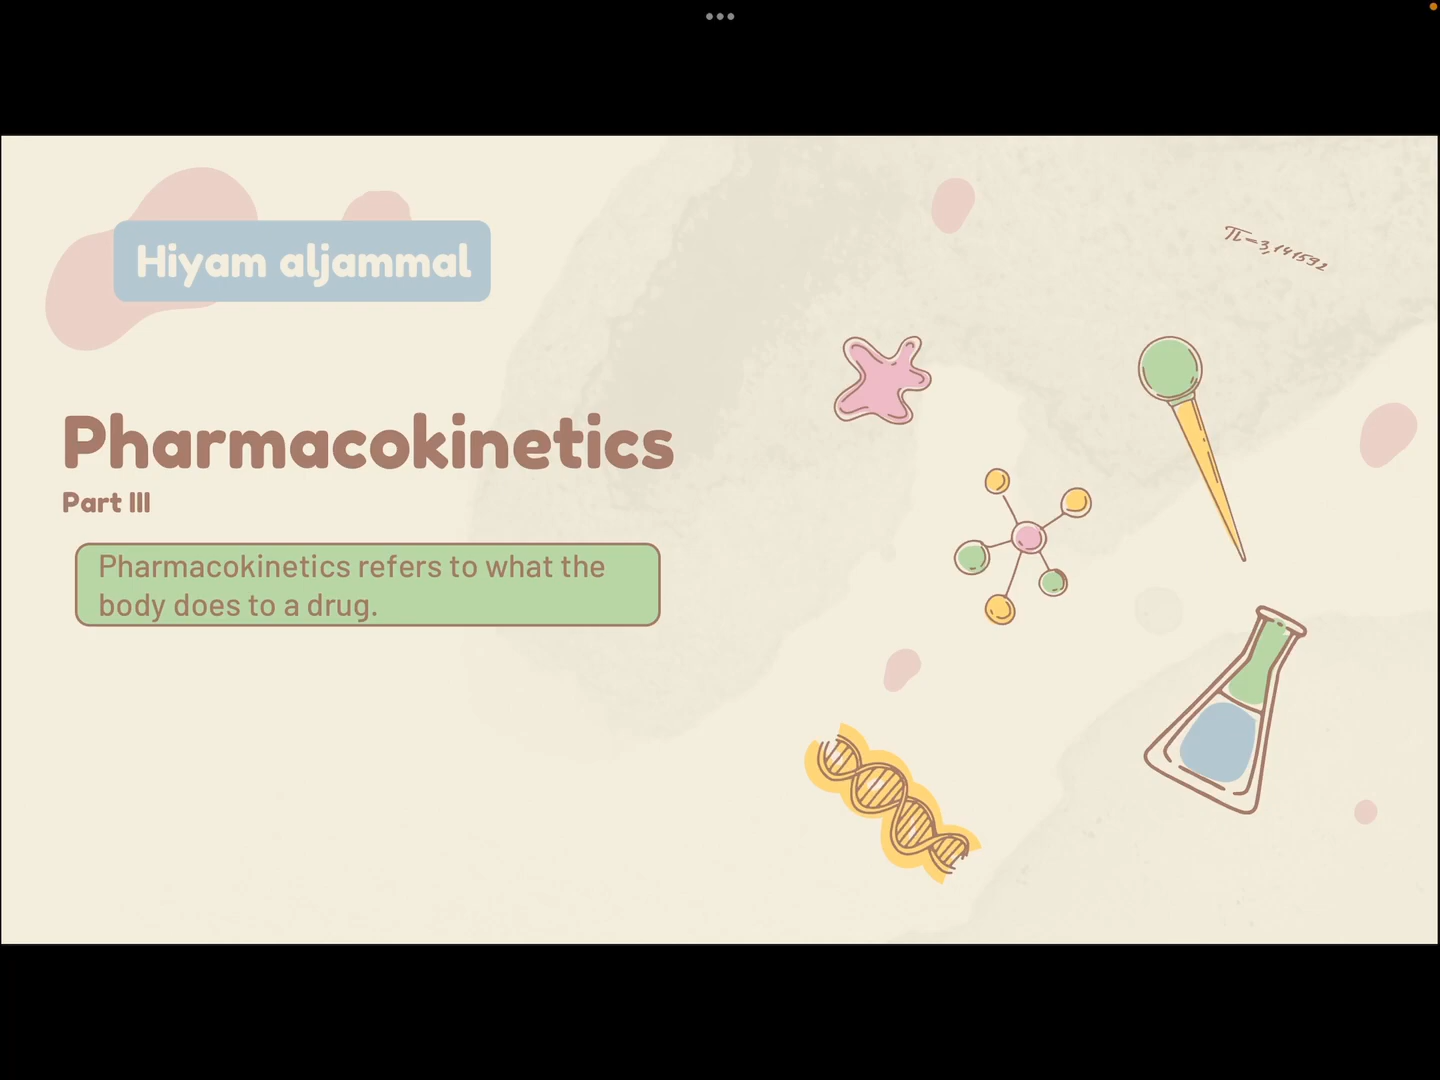 Hiyam aljammal
π=3,141592
Pharmacokinetics
Part III
Pharmacokinetics refers to what the
body does to a drug.